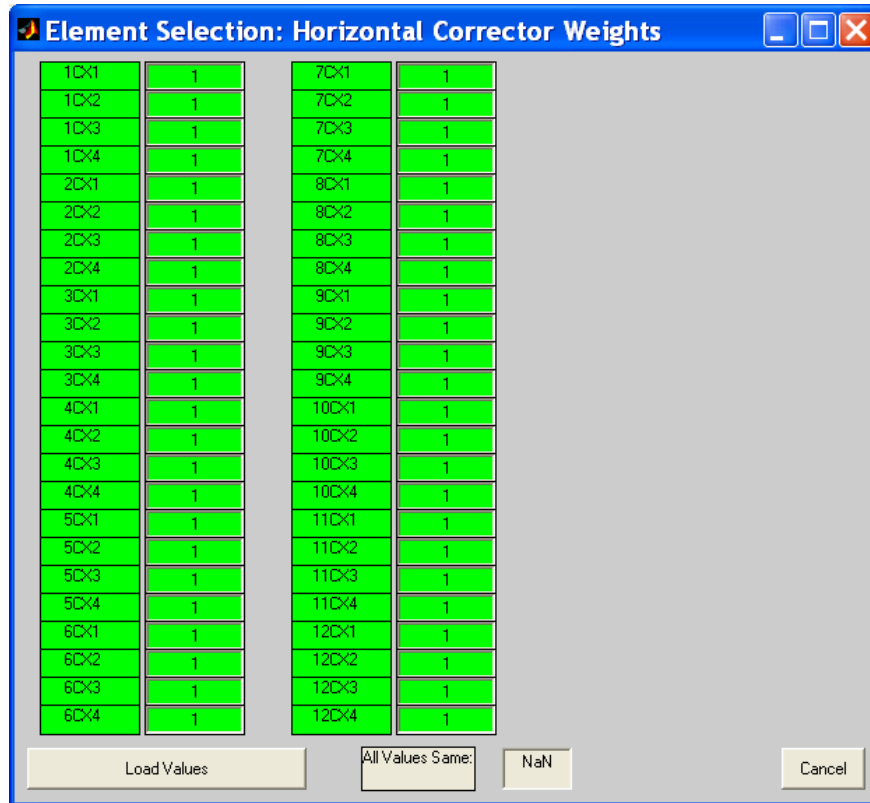 Element Selection: Horizontal Corrector Weights
1CX1 1 7CX1 1
1CX2 1 7CX2 1
1CX3 1 7CX3 1
1CX4 1 7CX4 1
2CX1 1 8CX1 1
2CX2 1 8CX2 1
2CX3 1 8CX3 1
2CX4 1 8CX4 1
3CX1 1 9CX1 1
3CX2 1 9CX2 1
3CX3 1 9CX3 1
3CX4 1 9CX4 1
4CX1 1 10CX1 1
4CX2 1 10CX2 1
4CX3 1 10CX3 1
4CX4 1 10CX4 1
5CX1 1 11CX1 1
5CX2 1 11CX2 1
5CX3 1 11CX3 1
5CX4 1 11CX4 1
6CX1 1 12CX1 1
6CX2 1 12CX2 1
6CX3 1 12CX3 1
6CX4 1 12CX4 1
Load Values All Values Same: NaN Cancel